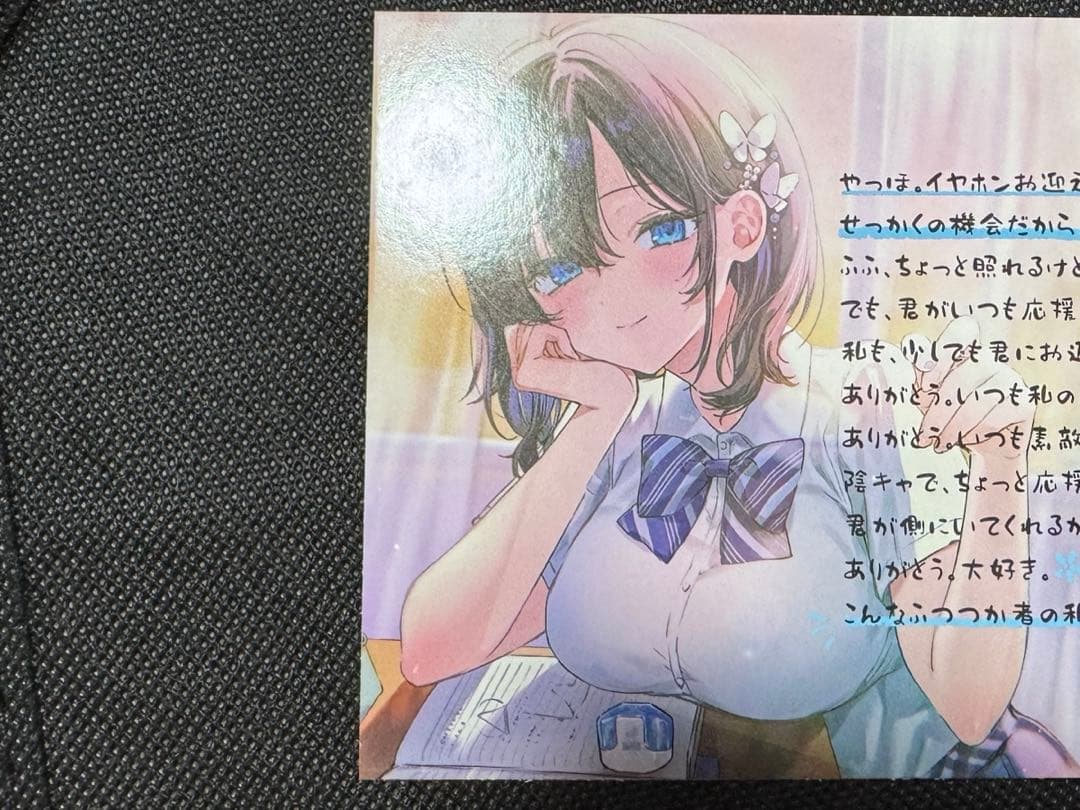 やっほ。イヤホンお迎え
せっかくの機会だから
ふふ、ちょっと照れるけど
でも、君がいつも応援
私も、少しでも君にお返
ありがとう。いつも私の
ありがとう。いつも素敵
陰キャで、ちょっと応援
君が側にいてくれるか
ありがとう。大好き。
こんなふつつか者の私